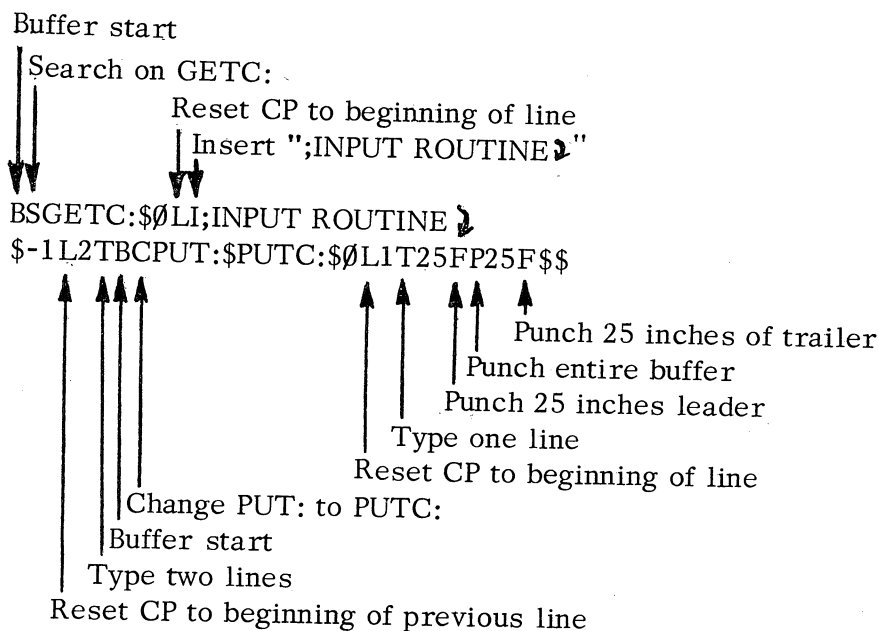 Buffer start
Search on GETC:
Reset CP to beginning of line
Insert ";INPUT ROUTINE⤸"
BSGETC:$ØLI;INPUT ROUTINE⤸
$-1L2TBCPUT:$PUTC:$ØL1T25FP25F$$
Punch 25 inches of trailer
Punch entire buffer
Punch 25 inches leader
Type one line
Reset CP to beginning of line
Change PUT: to PUTC:
Buffer start
Type two lines
Reset CP to beginning of previous line